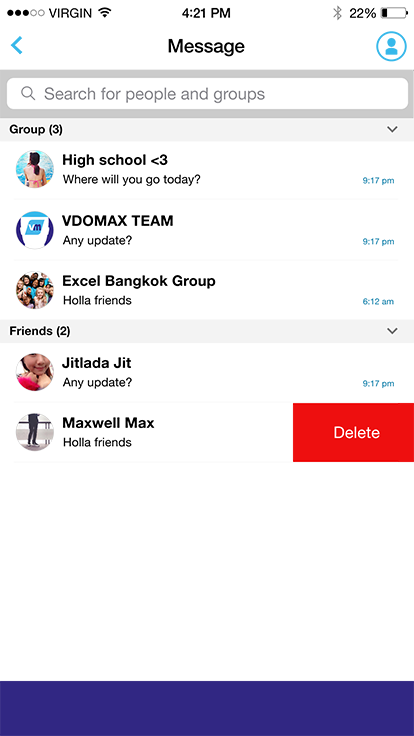 VIRGIN 4:21 PM 22%
Message
Search for people and groups
Group (3)
High school <3
Where will you go today?
9:17 pm
VDOMAX TEAM
Any update?
9:17 pm
Excel Bangkok Group
Holla friends
6:12 am
Friends (2)
Jitlada Jit
Any update?
9:17 pm
Maxwell Max
Holla friends
Delete